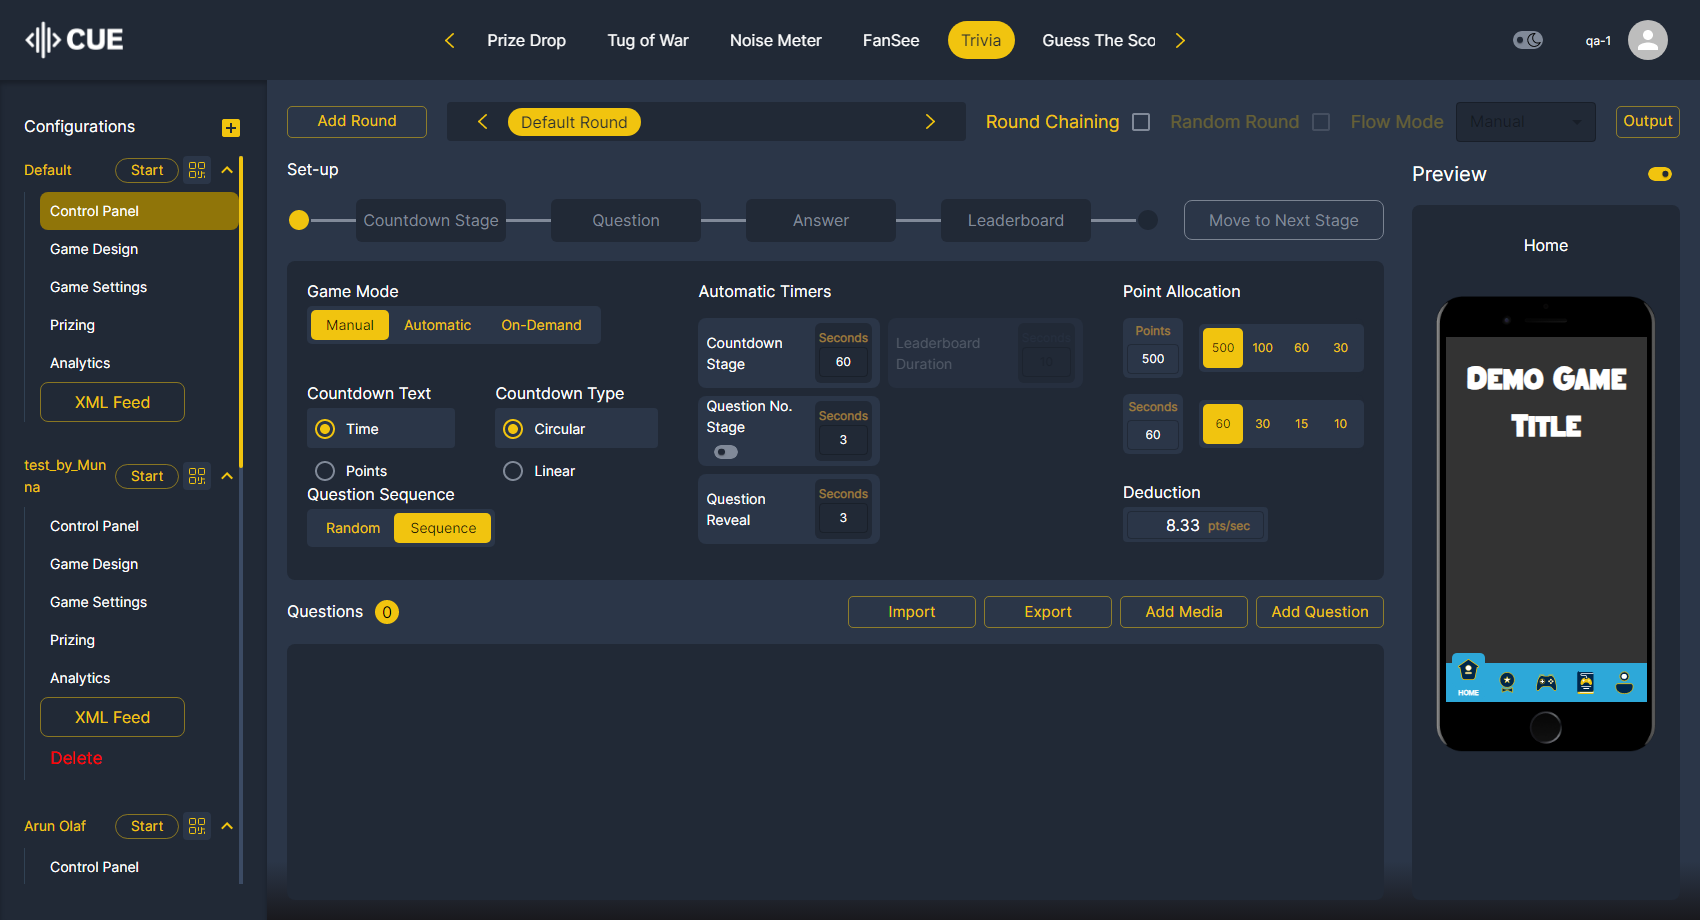 CUE
Prize Drop
Tug of War
Noise Meter
FanSee
Trivia
Guess The Sco
qa-1
Configurations
Default
Start
Control Panel
Game Design
Game Settings
Prizing
Analytics
XML Feed
test_by_Mun
na
Start
Control Panel
Game Design
Game Settings
Prizing
Analytics
XML Feed
Delete
Arun Olaf
Start
Control Panel
Add Round
Default Round
Round Chaining
Random Round
Flow Mode
Manual
Output
Set-up
Countdown Stage
Question
Answer
Leaderboard
Move to Next Stage
Game Mode
Manual
Automatic
On-Demand
Countdown Text
Time
Points
Countdown Type
Circular
Linear
Question Sequence
Random
Sequence
Automatic Timers
Countdown
Stage
Seconds
60
Leaderboard
Duration
Seconds
10
Question No.
Stage
Seconds
3
Question
Reveal
Seconds
3
Point Allocation
Points
500
500
100
60
30
Seconds
60
60
30
15
10
Deduction
8.33 pts/sec
Questions 0
Import
Export
Add Media
Add Question
Preview
Home
DEMO GAME
TITLE
HOME